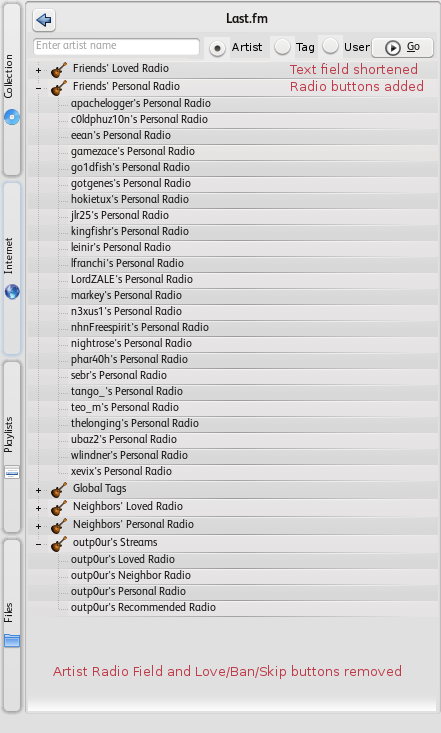 Last.fm
Enter artist name Artist Tag User Go
Friends' Loved Radio Text field shortened
Friends' Personal Radio Radio buttons added
apachelogger's Personal Radio
c0ldphuz10n's Personal Radio
eean's Personal Radio
gamezace's Personal Radio
go1dfish's Personal Radio
gotgenes's Personal Radio
hokietux's Personal Radio
jlr25's Personal Radio
kingfishr's Personal Radio
leinir's Personal Radio
lfranchi's Personal Radio
LordZALE's Personal Radio
markey's Personal Radio
n3xus1's Personal Radio
nhnFreespirit's Personal Radio
nightrose's Personal Radio
phar40h's Personal Radio
sebr's Personal Radio
tango_'s Personal Radio
teo_m's Personal Radio
thelonging's Personal Radio
ubaz2's Personal Radio
wlindner's Personal Radio
xevix's Personal Radio
Global Tags
Neighbors' Loved Radio
Neighbors' Personal Radio
outp0ur's Streams
outp0ur's Loved Radio
outp0ur's Neighbor Radio
outp0ur's Personal Radio
outp0ur's Recommended Radio
Artist Radio Field and Love/Ban/Skip buttons removed
Collection
Internet
Playlists
Files